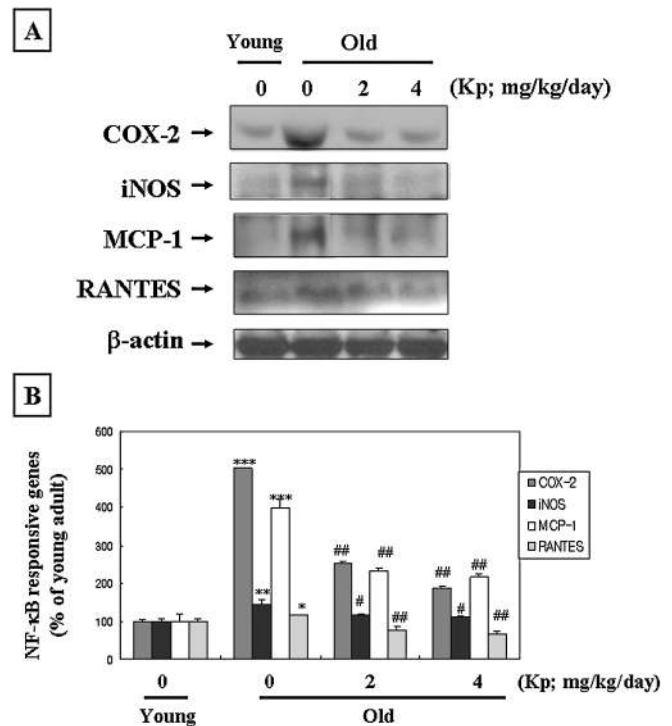 A
Young Old
0 0 2 4 (Kp; mg/kg/day)
COX-2
iNOS
MCP-1
RANTES
β-actin
B
NF-κB responsive genes
(% of young adult)
600
500
400
300
200
100
0
***
**
***
*
##
#
##
##
##
#
##
##
COX-2
iNOS
MCP-1
RANTES
0 0 2 4 (Kp; mg/kg/day)
Young Old